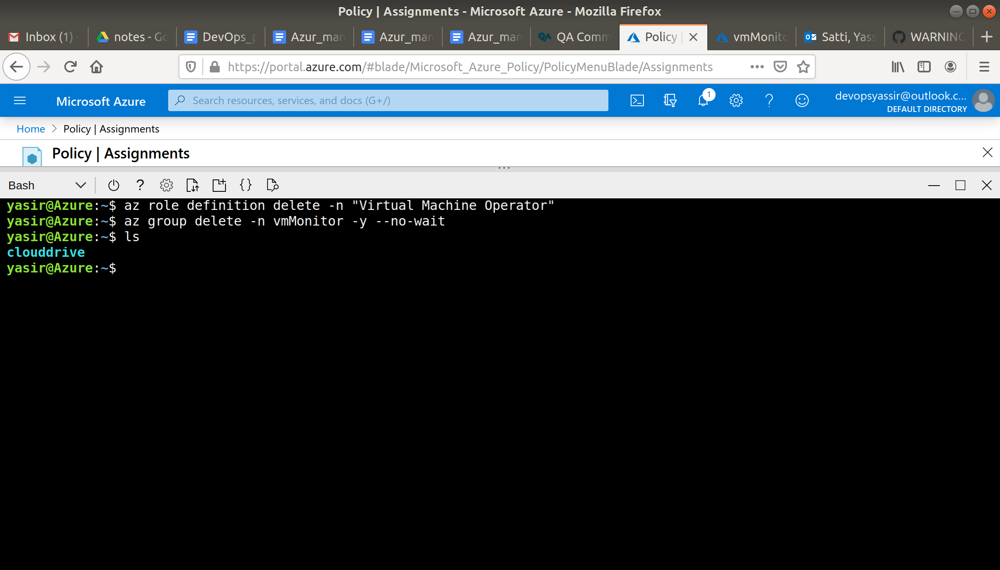 Policy | Assignments - Microsoft Azure - Mozilla Firefox
Inbox (1) - notes - Go DevOps_p Azur_man Azur_man Azur_man QA Comm Policy | vmMonito Satti, Yass WARNING
https://portal.azure.com/#blade/Microsoft_Azure_Policy/PolicyMenuBlade/Assignments
Microsoft Azure Search resources, services, and docs (G+/) 1 devopsyassir@outlook.c...
DEFAULT DIRECTORY
Home > Policy | Assignments
Policy | Assignments
Bash
yasir@Azure:~$ az role definition delete -n "Virtual Machine Operator"
yasir@Azure:~$ az group delete -n vmMonitor -y --no-wait
yasir@Azure:~$ ls
clouddrive
yasir@Azure:~$